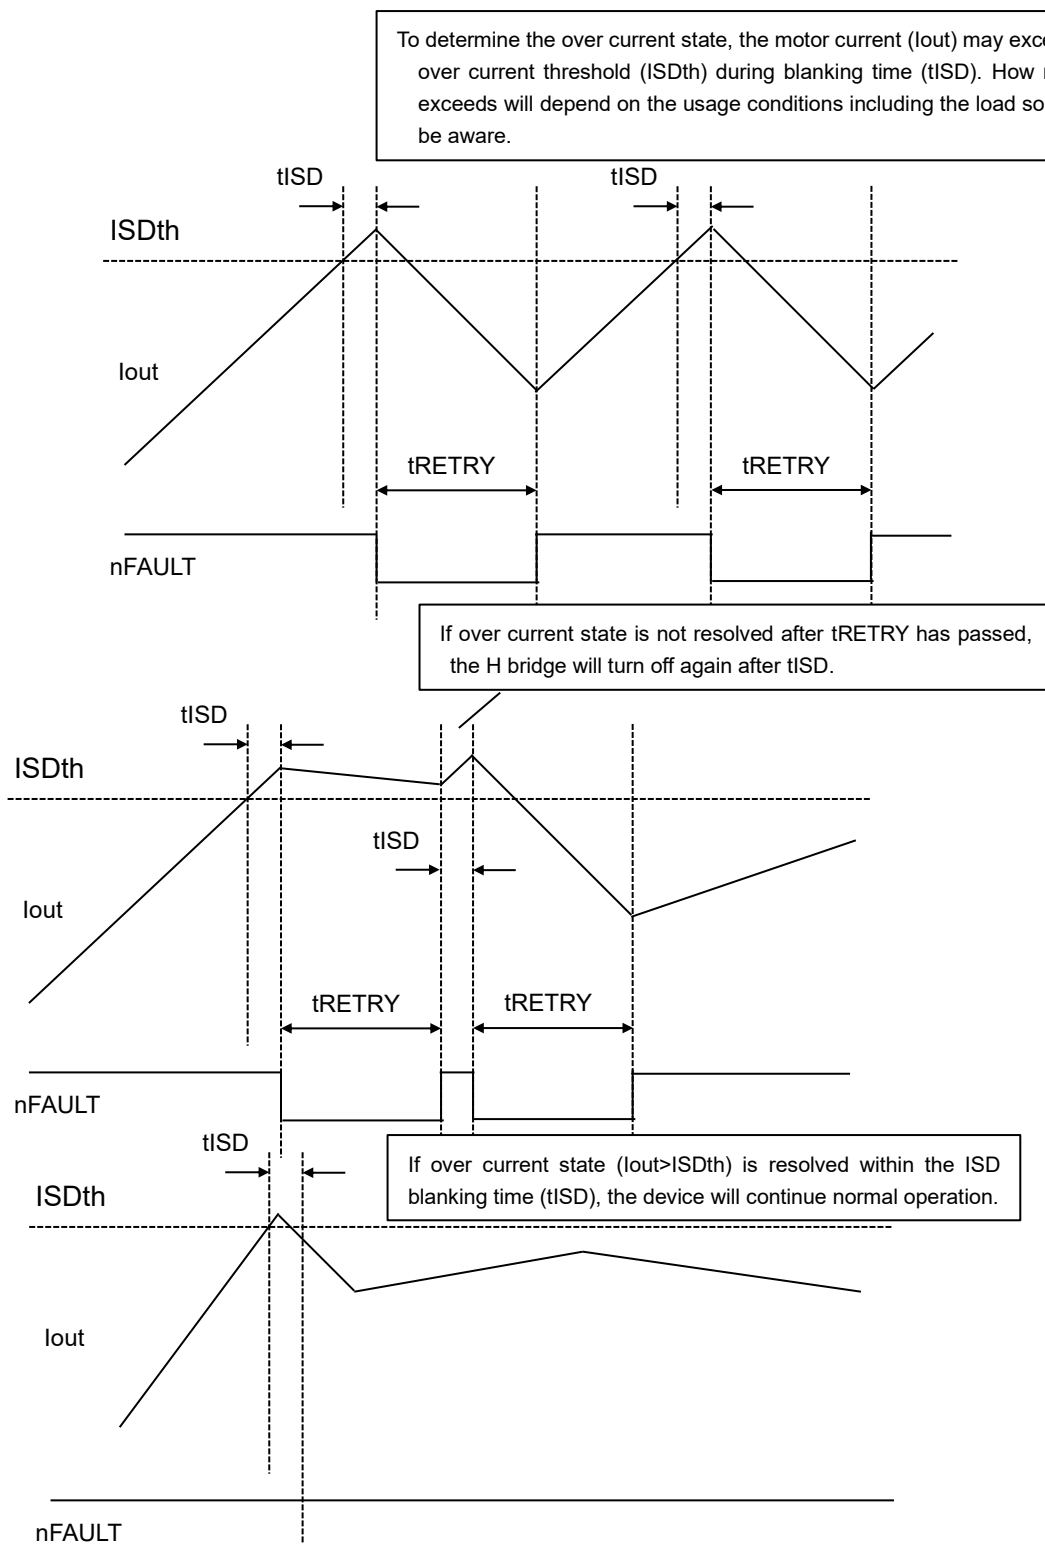 To determine the over current state, the motor current (Iout) may
over current threshold (ISDth) during blanking time (tISD). How
exceeds will depend on the usage conditions including the load so
be aware.
tISD
tISD
ISDth
Iout
tRETRY
tRETRY
nFAULT
If over current state is not resolved after tRETRY has passed,
the H bridge will turn off again after tISD.
tISD
ISDth
tISD
Iout
tRETRY
tRETRY
nFAULT
tISD
If over current state (Iout>ISDth) is resolved within the ISD
blanking time (tISD), the device will continue normal operation.
ISDth
Iout
nFAULT